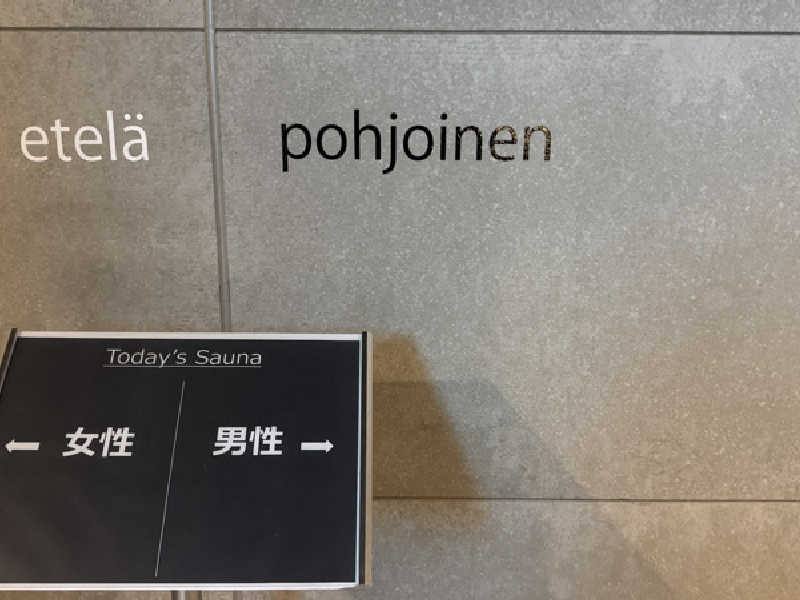 etelä pohjoinen
Today's Sauna
← 女性 男性 →